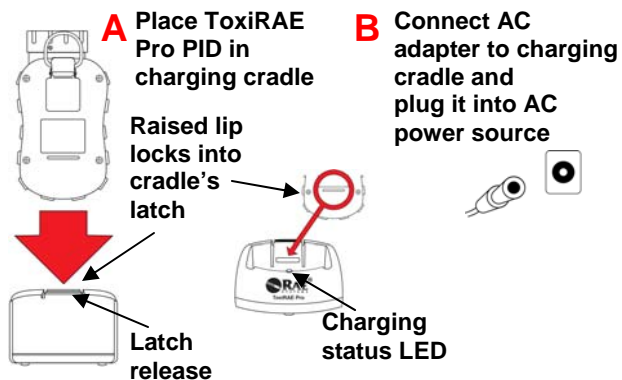 A Place ToxiRAE
Pro PID in
charging cradle
B Connect AC
adapter to charging
cradle and
plug it into AC
power source
Raised lip
locks into
cradle's
latch
RAE
ToxiRAE Pro
Charging
status LED
Latch
release